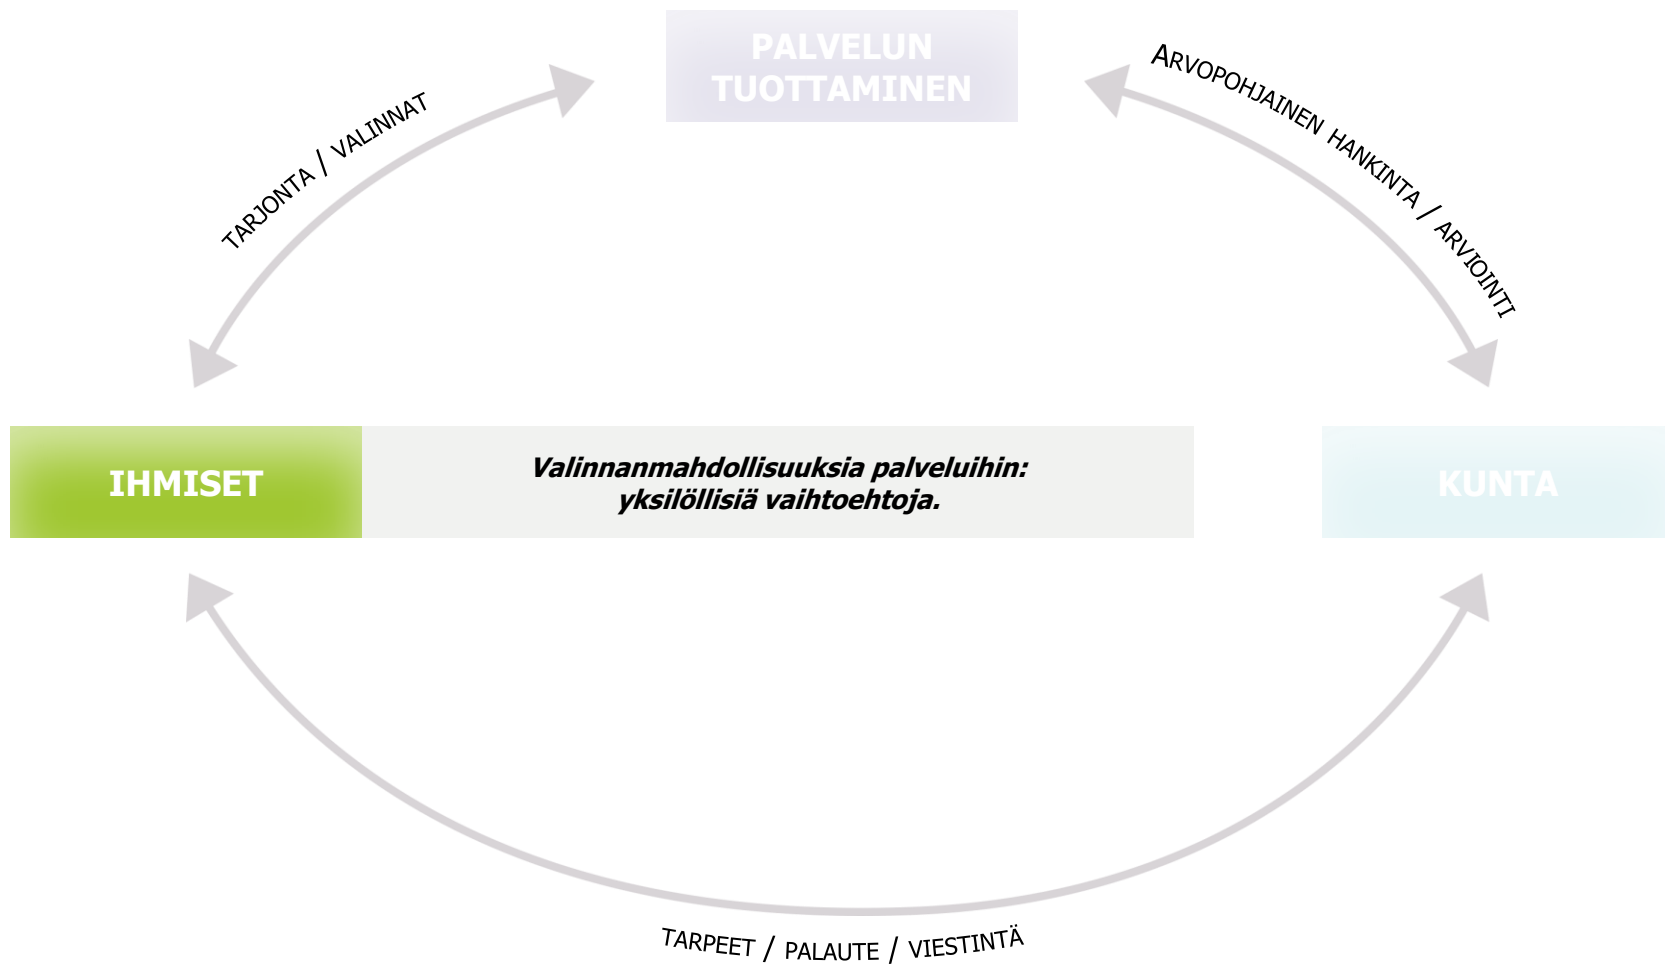 PALVELUN
TUOTTAMINEN
TARJONTA / VALINNAT
ARVOPOHJAINEN HANKINTA / ARVIOINTI
IHMISET
Valinnanmahdollisuuksia palveluihin:
yksilöllisiä vaihtoehtoja.
KUNTA
TARPEET / PALAUTE / VIESTINTÄ